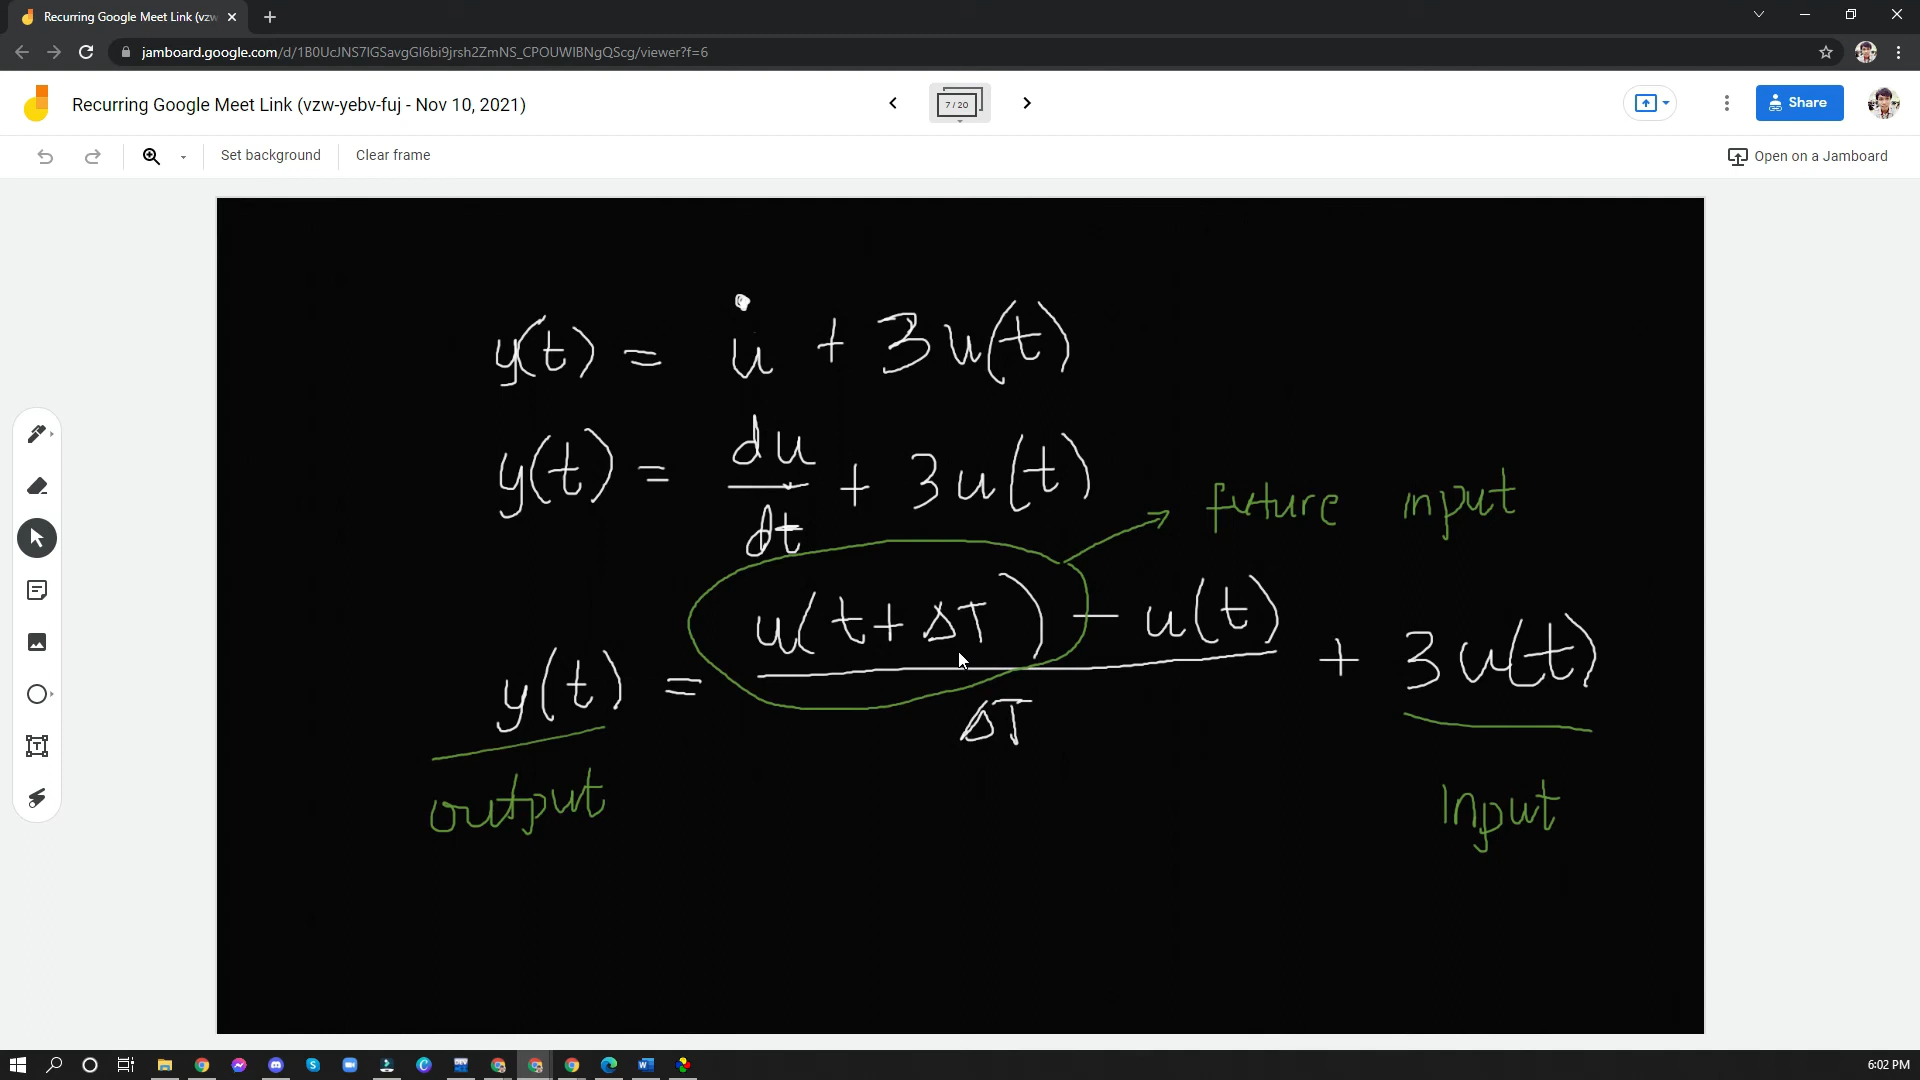 Recurring Google Meet Link (vzw
jamboard.google.com/d/1B0UcJNS7IGSavgGI6bi9jrsh2ZmNS_CPOUWIBNgQScg/viewer?f=6
Recurring Google Meet Link (vzw-yebv-fuj - Nov 10, 2021)
7 / 20
Share
Set background
Clear frame
Open on a Jamboard
y(t) = u̇ + 3u(t)
y(t) = du/dt + 3u(t)
future input
y(t) = (u(t+ΔT) - u(t))/ΔT + 3u(t)
output
Input
6:02 PM